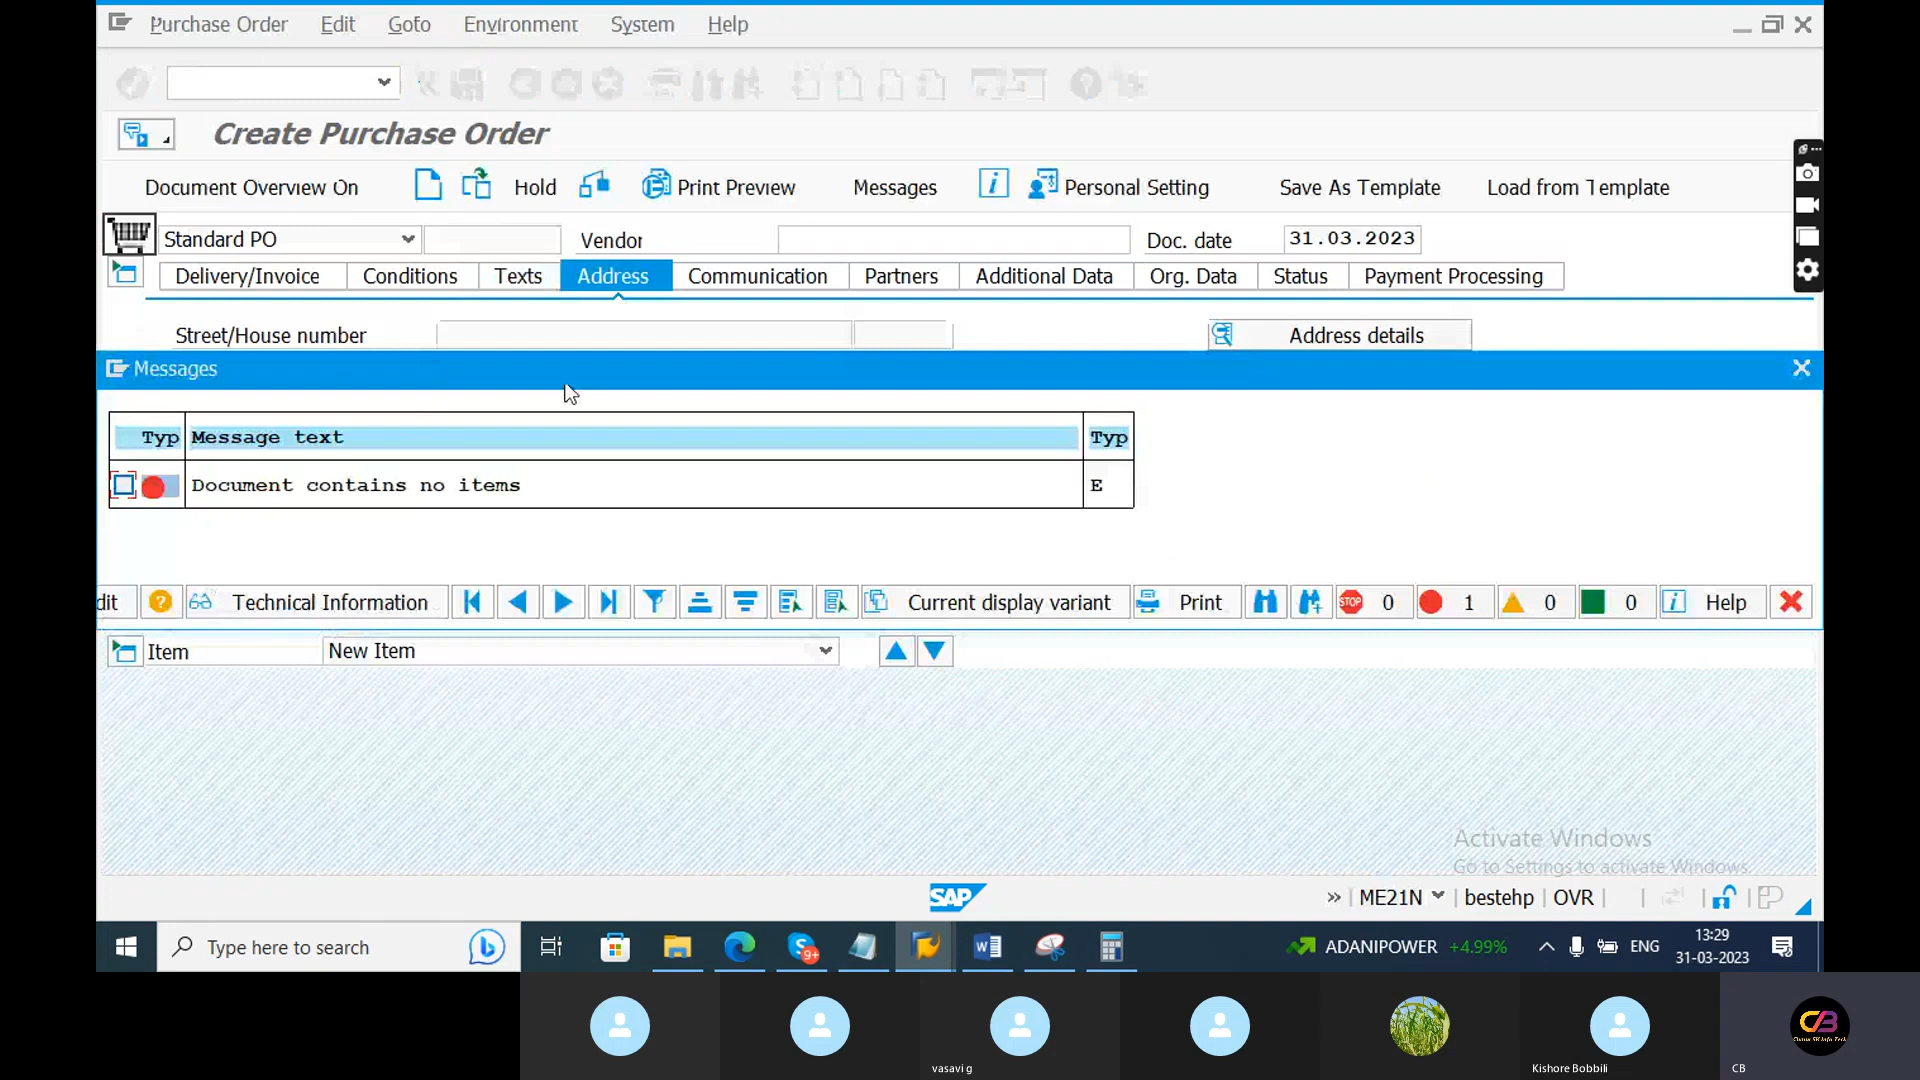 Purchase Order Edit Goto Environment System Help
Create Purchase Order
Document Overview On Hold Print Preview Messages Personal Setting Save As Template Load from Template
Standard PO Vendor Doc. date 31.03.2023
Delivery/Invoice Conditions Texts Address Communication Partners Additional Data Org. Data Status Payment Processing
Street/House number Address details
Messages
Typ Message text Typ
Document contains no items E
dit Technical Information Current display variant Print STOP 0 1 0 0 Help
Item New Item
Activate Windows
Go to Settings to activate Windows.
SAP ME21N bestehp OVR
Type here to search 9+ ADANIPOWER +4.99% ENG 13:29
31-03-2023
CB
vasavi g Kishore Bobbili CB